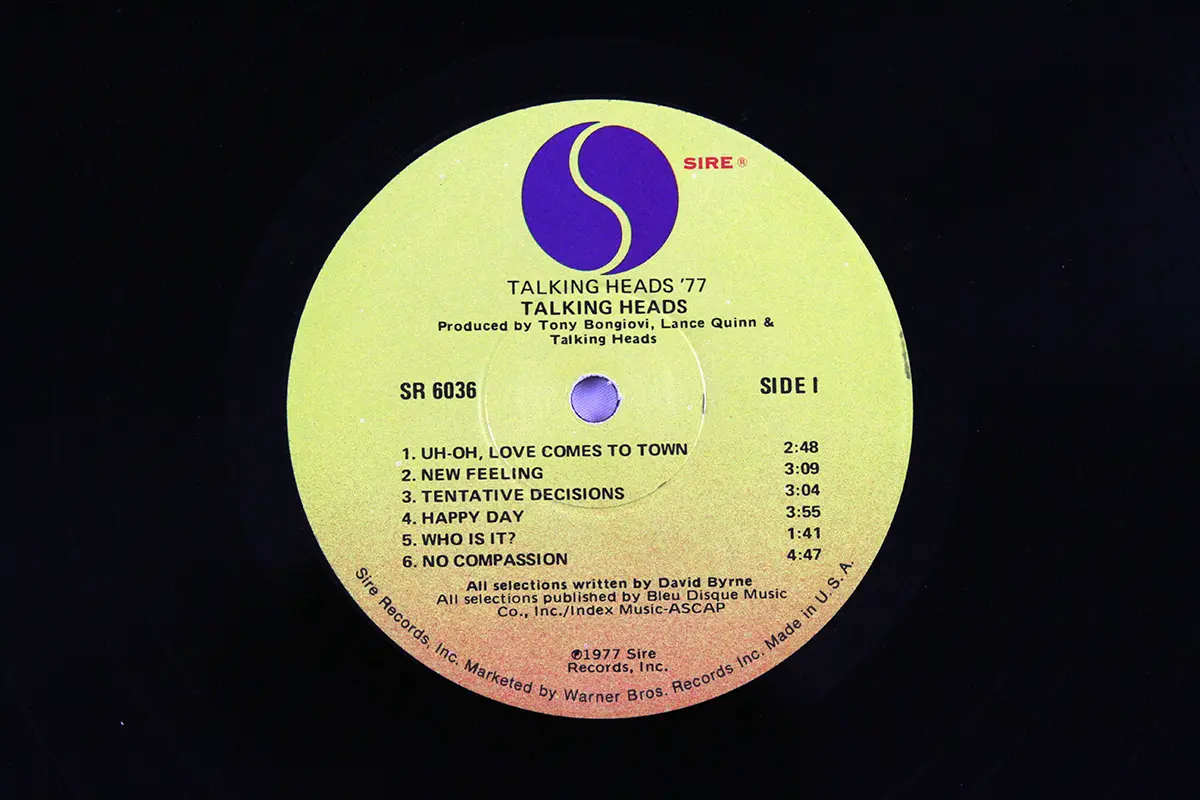 SIRE ®
TALKING HEADS '77
TALKING HEADS
Produced by Tony Bongiovi, Lance Quinn &
Talking Heads
SR 6036 SIDE I
1. UH-OH, LOVE COMES TO TOWN 2:48
2. NEW FEELING 3:09
3. TENTATIVE DECISIONS 3:04
4. HAPPY DAY 3:55
5. WHO IS IT? 1:41
6. NO COMPASSION 4:47
All selections written by David Byrne
All selections published by Bleu Disque Music
Co., Inc./Index Music-ASCAP
℗1977 Sire
Records, Inc.
Sire Records, Inc. Marketed by Warner Bros. Records Inc. Made in U.S.A.